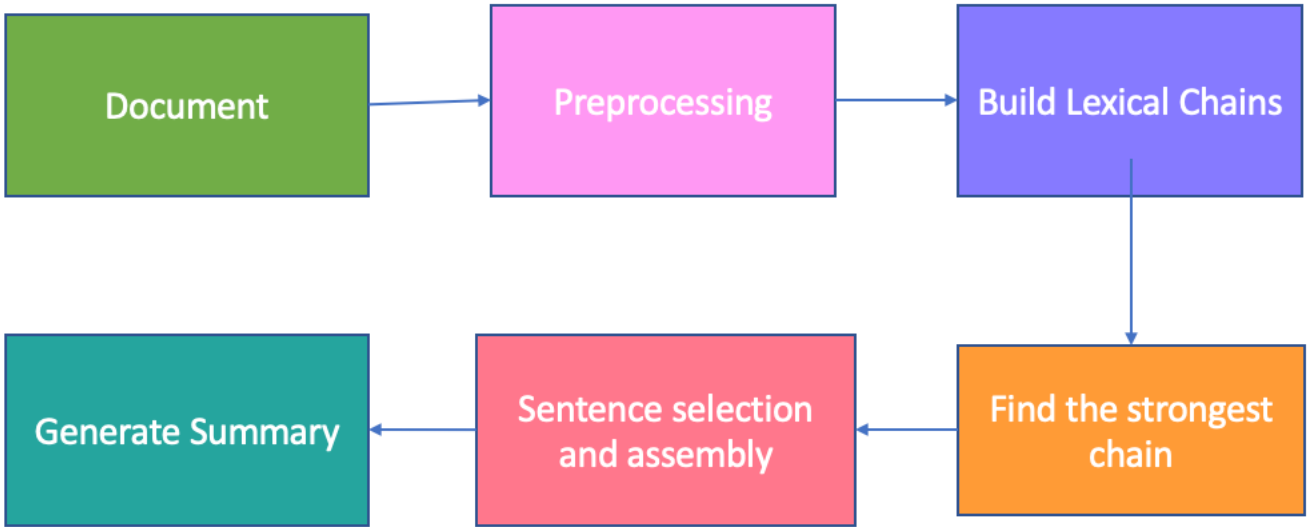 Document
Preprocessing
Build Lexical Chains
Find the strongest
chain
Sentence selection
and assembly
Generate Summary